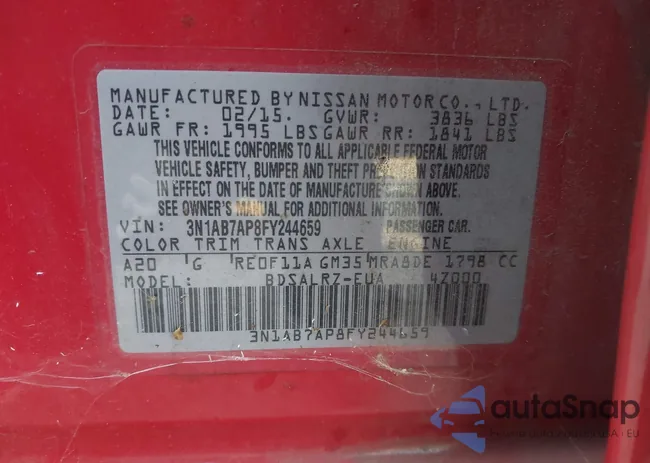 MANUFACTURED BY NISSAN MOTOR CO., LTD.
DATE: 02/15. GVWR: 3836 LBS
GAWR FR: 1995 LBS GAWR RR: 1841 LBS
THIS VEHICLE CONFORMS TO ALL APPLICABLE FEDERAL MOTOR
VEHICLE SAFETY, BUMPER AND THEFT PREVENTION STANDARDS
IN EFFECT ON THE DATE OF MANUFACTURE SHOWN ABOVE.
SEE OWNER'S MANUAL FOR ADDITIONAL INFORMATION.
VIN: 3N1AB7AP8FY244659 PASSENGER CAR.
COLOR TRIM TRANS AXLE ENGINE
A20 G RE0F11A GM35 MRA8DE 1798 CC
MODEL: BDSALRZ-EUA 4Z000
3N1AB7AP8FY244659
autoSnap